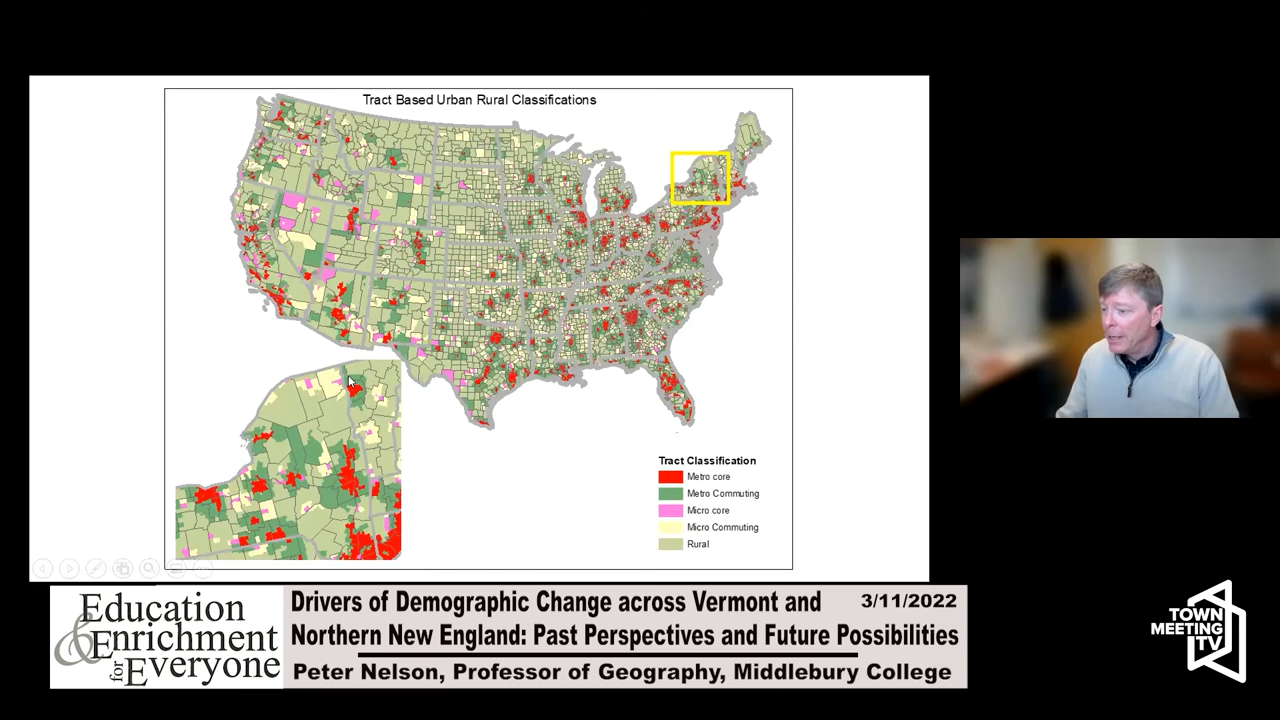 Tract Based Urban Rural Classifications
Tract Classification
Metro core
Metro Commuting
Micro core
Micro Commuting
Rural
Education
& Enrichment
for Everyone
Drivers of Demographic Change across Vermont and
3/11/2022
Northern New England: Past Perspectives and Future Possibilities
Peter Nelson, Professor of Geography, Middlebury College
TOWN
MEETING
TV